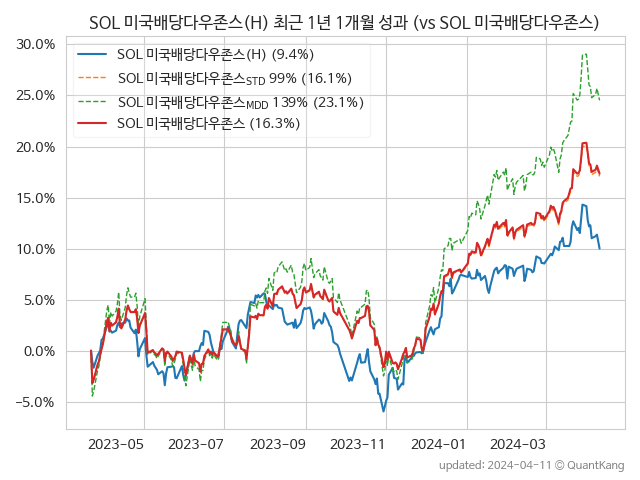 SOL 미국배당다우존스(H) 최근 1년 1개월 성과 (vs SOL 미국배당다우존스)
30.0%
25.0%
20.0%
15.0%
10.0%
5.0%
0.0%
−5.0%
SOL 미국배당다우존스(H) (9.4%)
SOL 미국배당다우존스STD 99% (16.1%)
SOL 미국배당다우존스MDD 139% (23.1%)
SOL 미국배당다우존스 (16.3%)
2023-05 2023-07 2023-09 2023-11 2024-01 2024-03
updated: 2024-04-11 © QuantKang